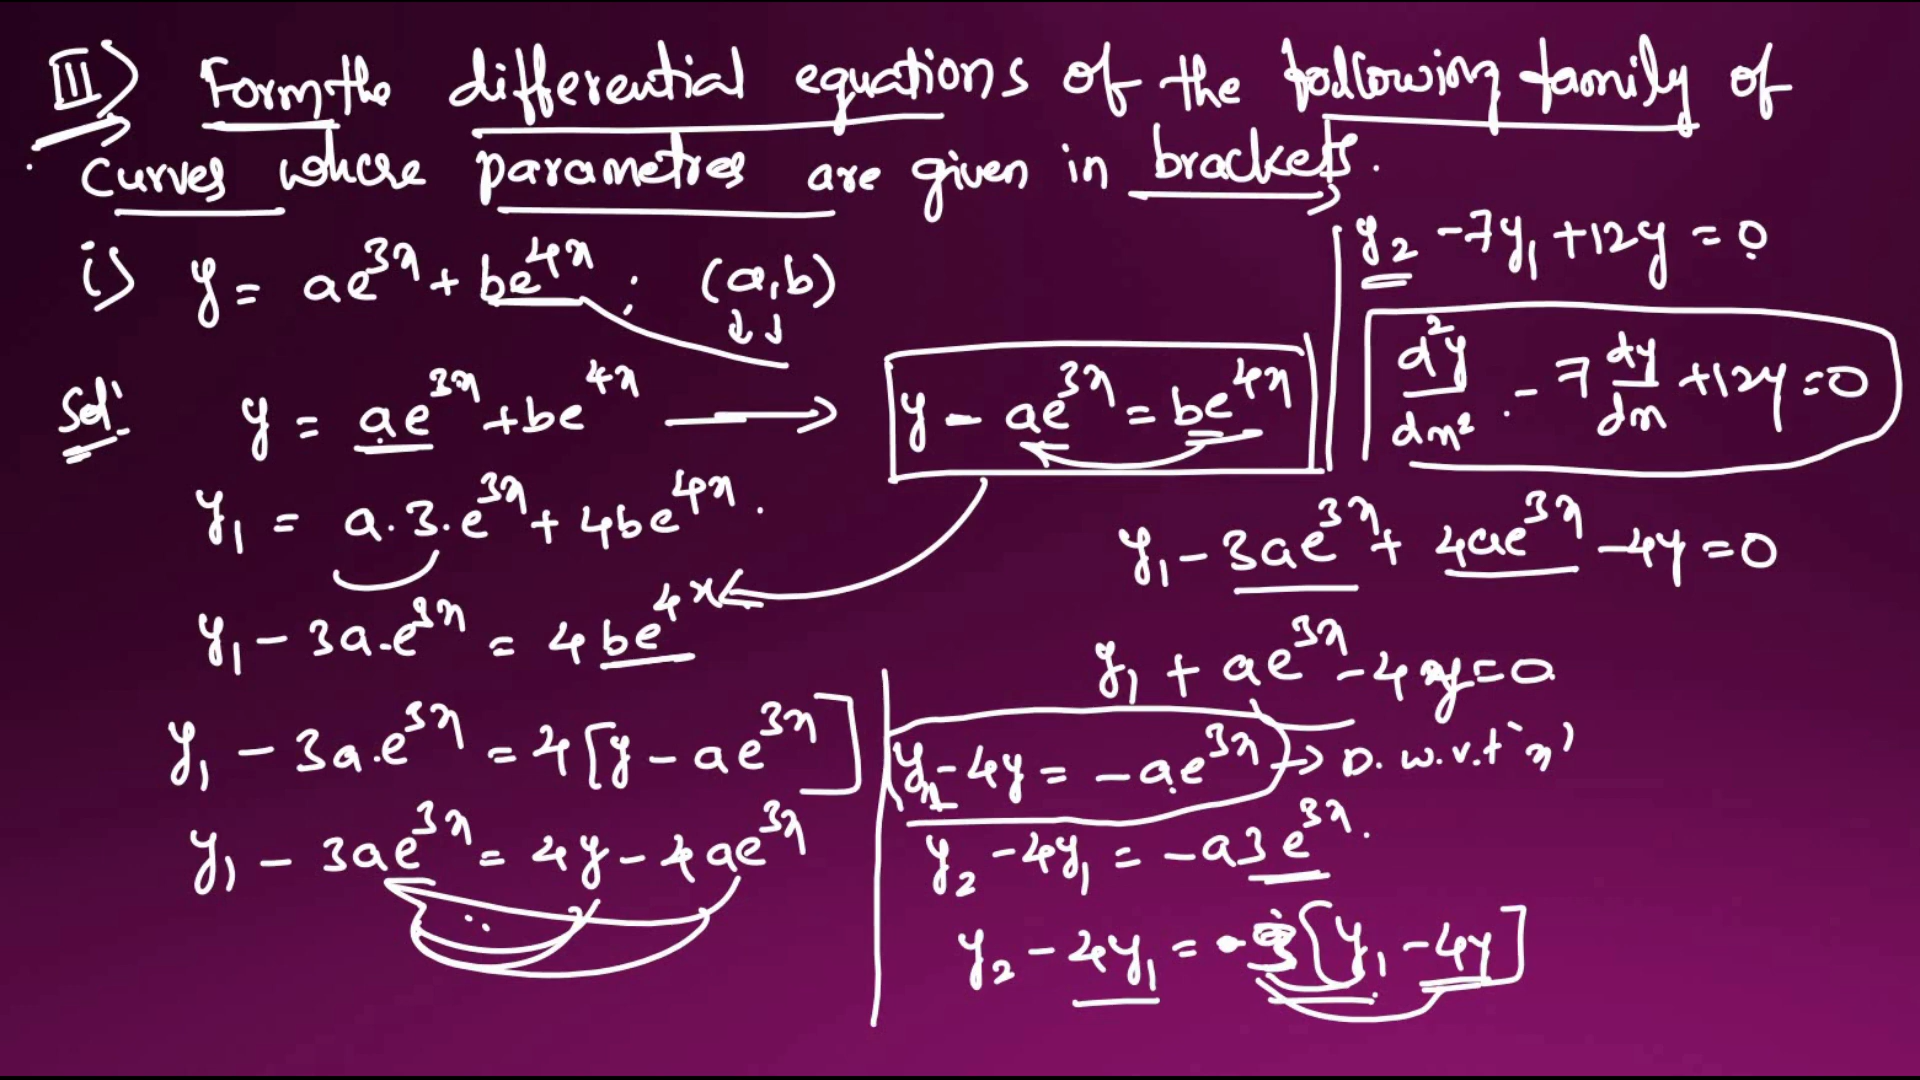 III) Form the differential equations of the following family of
curves whose parametres are given in brackets.
i) y = ae^{3x} + be^{4x} ; (a,b)
Sol: y = ae^{3x} + be^{4x} → y - ae^{3x} = be^{4x}
y₁ = a.3.e^{3x} + 4be^{4x}.
y₁ - 3a.e^{3x} = 4be^{4x}
y₁ - 3a.e^{3x} = 4[y - ae^{3x}]
y₁ - 3ae^{3x} = 4y - 4ae^{3x}
y₁ - 3ae^{3x} + 4ae^{3x} - 4y = 0
y₁ + ae^{3x} - 4y = 0
y₁ - 4y = -ae^{3x} → D. w.r.t 'x'
y₂ - 4y₁ = -a3e^{3x}.
y₂ - 4y₁ = 3[y₁ - 4y]
y₂ - 7y₁ + 12y = 0
d²y/dx² - 7 dy/dx + 12y = 0